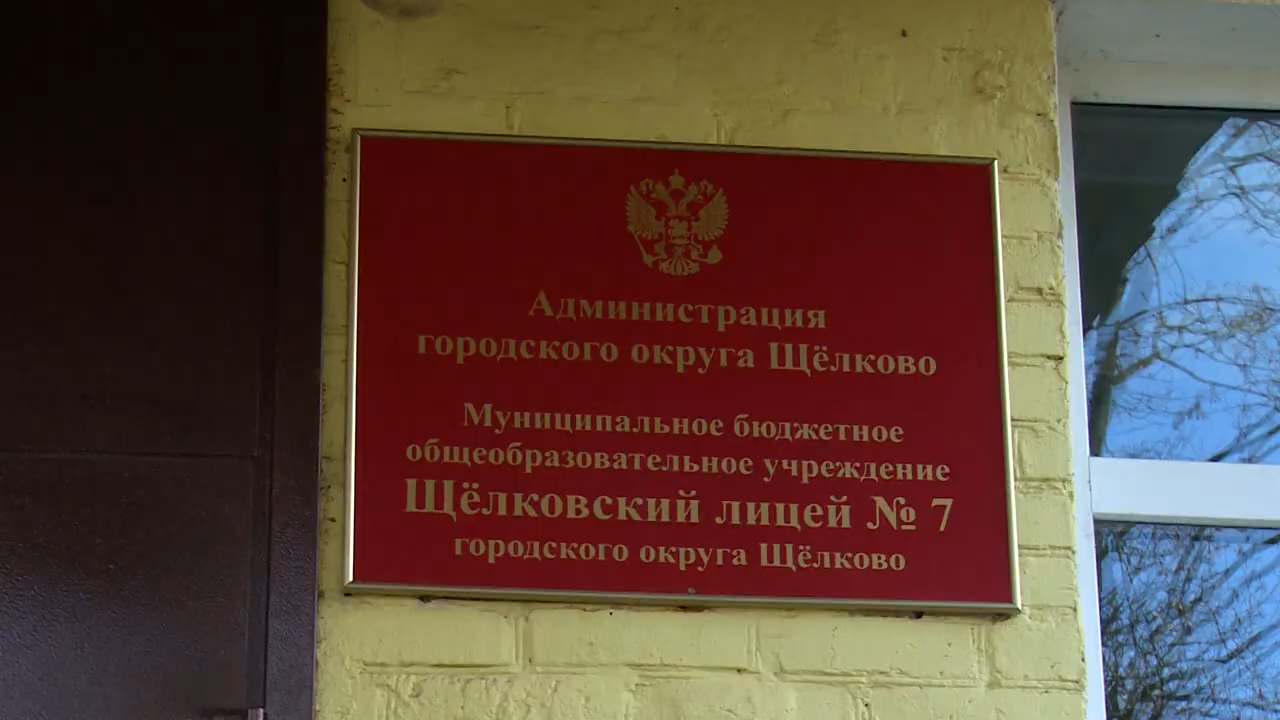 Администрация
городского округа Щёлково
Муниципальное бюджетное
общеобразовательное учреждение
Щёлковский лицей № 7
городского округа Щёлково